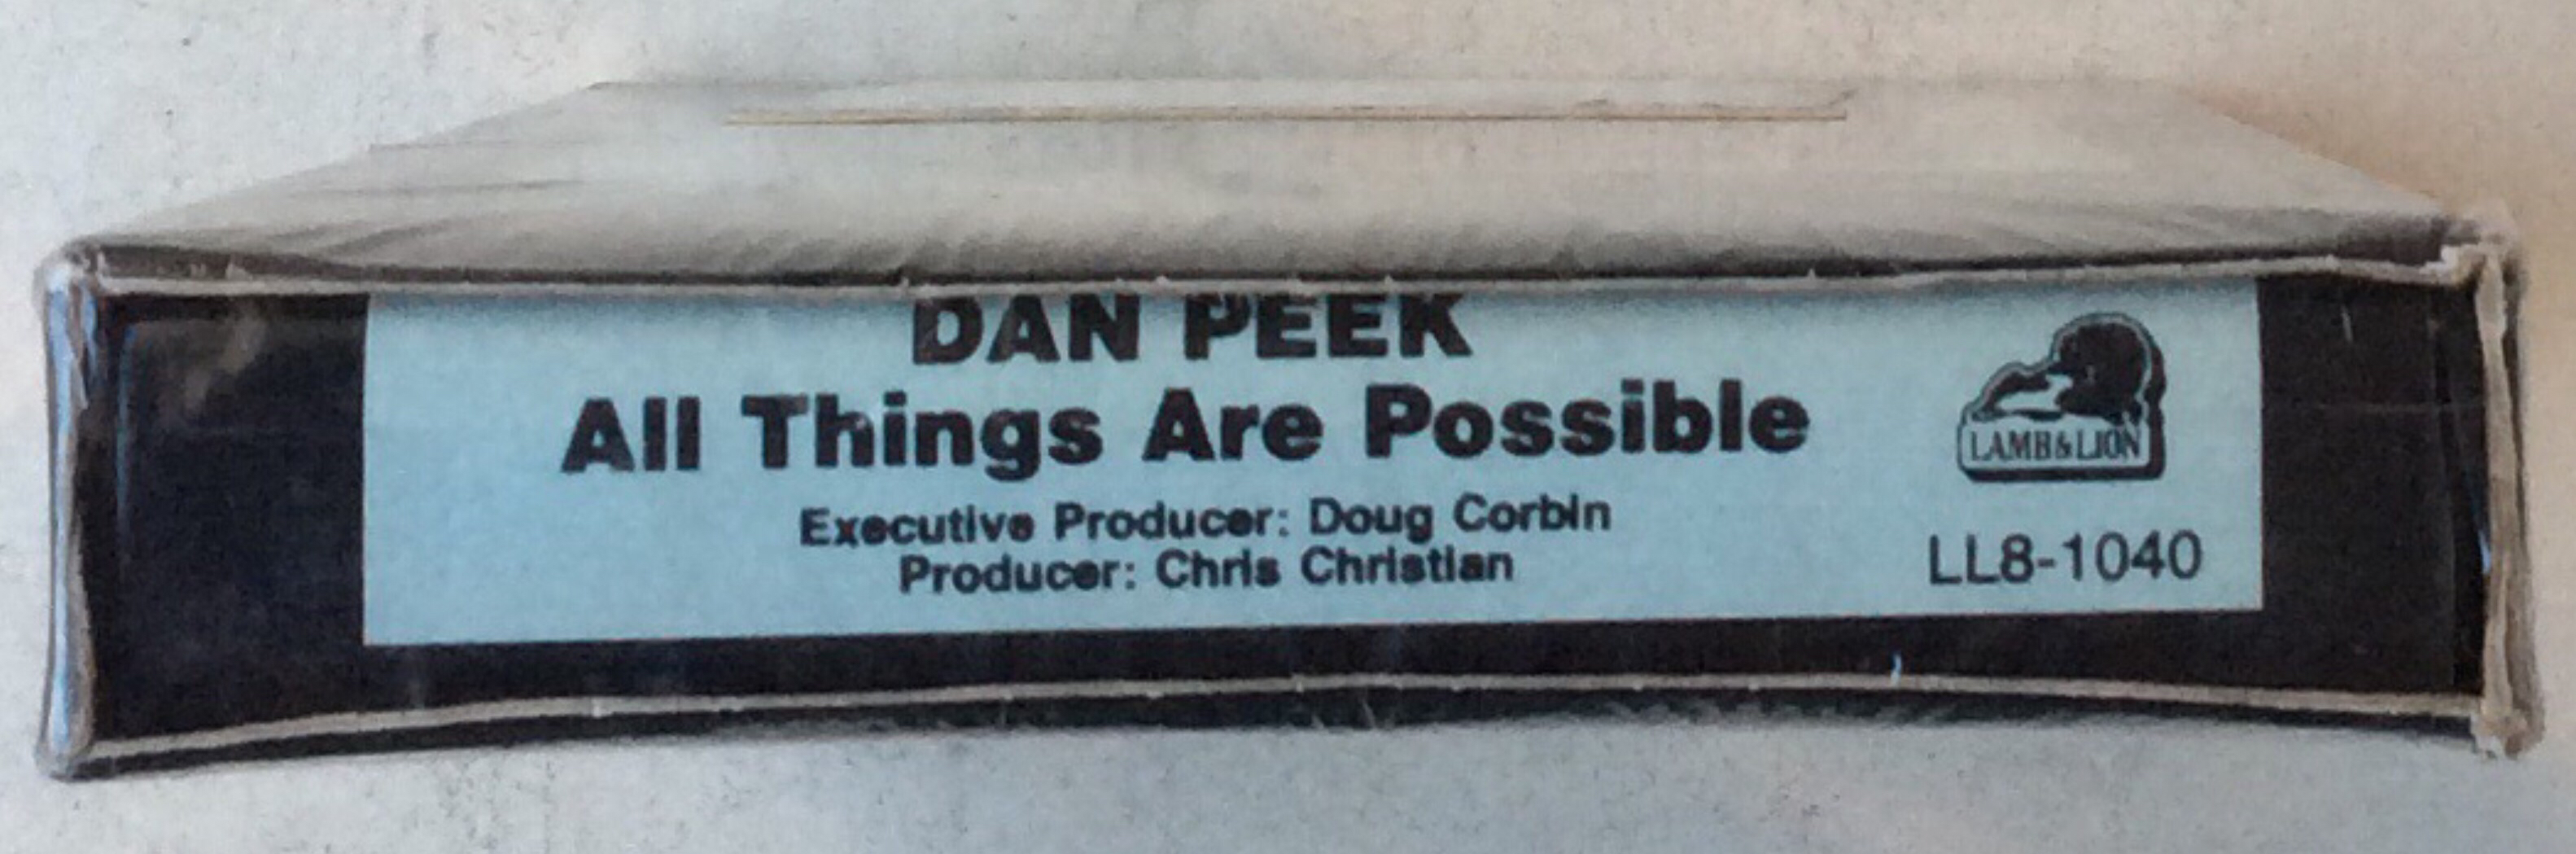 DAN PEEK
All Things Are Possible
Executive Producer: Doug Corbin
Producer: Chris Christian
LAMB&LION
LL8-1040